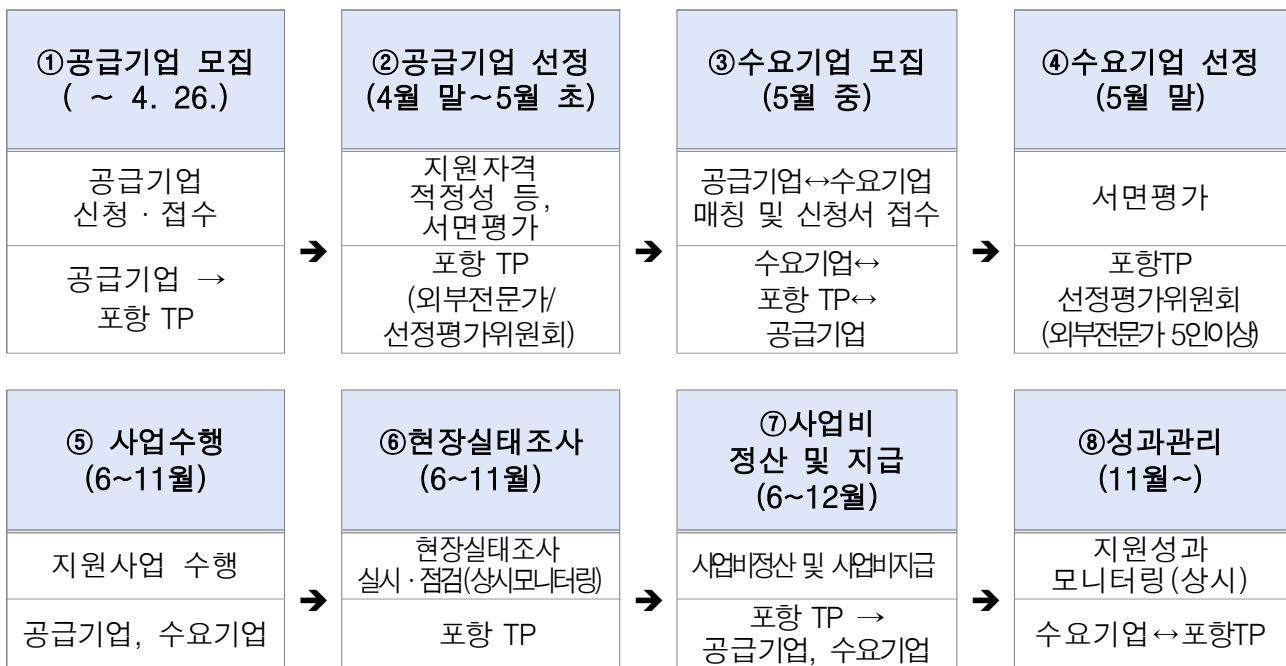 ①공급기업 모집
( ~ 4. 26.)
공급기업
신청 · 접수
공급기업 →
포항 TP
➔
②공급기업 선정
(4월 말~5월 초)
지원자격
적정성 등,
서면평가
포항 TP
(외부전문가/
선정평가위원회)
➔
③수요기업 모집
(5월 중)
공급기업↔수요기업
매칭 및 신청서 접수
수요기업↔
포항 TP↔
공급기업
➔
④수요기업 선정
(5월 말)
서면평가
포항TP
선정평가위원회
(외부전문가 5인이상)
⑤ 사업수행
(6~11월)
지원사업 수행
공급기업, 수요기업
➔
⑥현장실태조사
(6~11월)
현장실태조사
실시 · 점검(상시모니터링)
포항 TP
➔
⑦사업비
정산 및 지급
(6~12월)
사업비정산 및 사업비지급
포항 TP →
공급기업, 수요기업
➔
⑧성과관리
(11월~)
지원성과
모니터링(상시)
수요기업↔포항TP